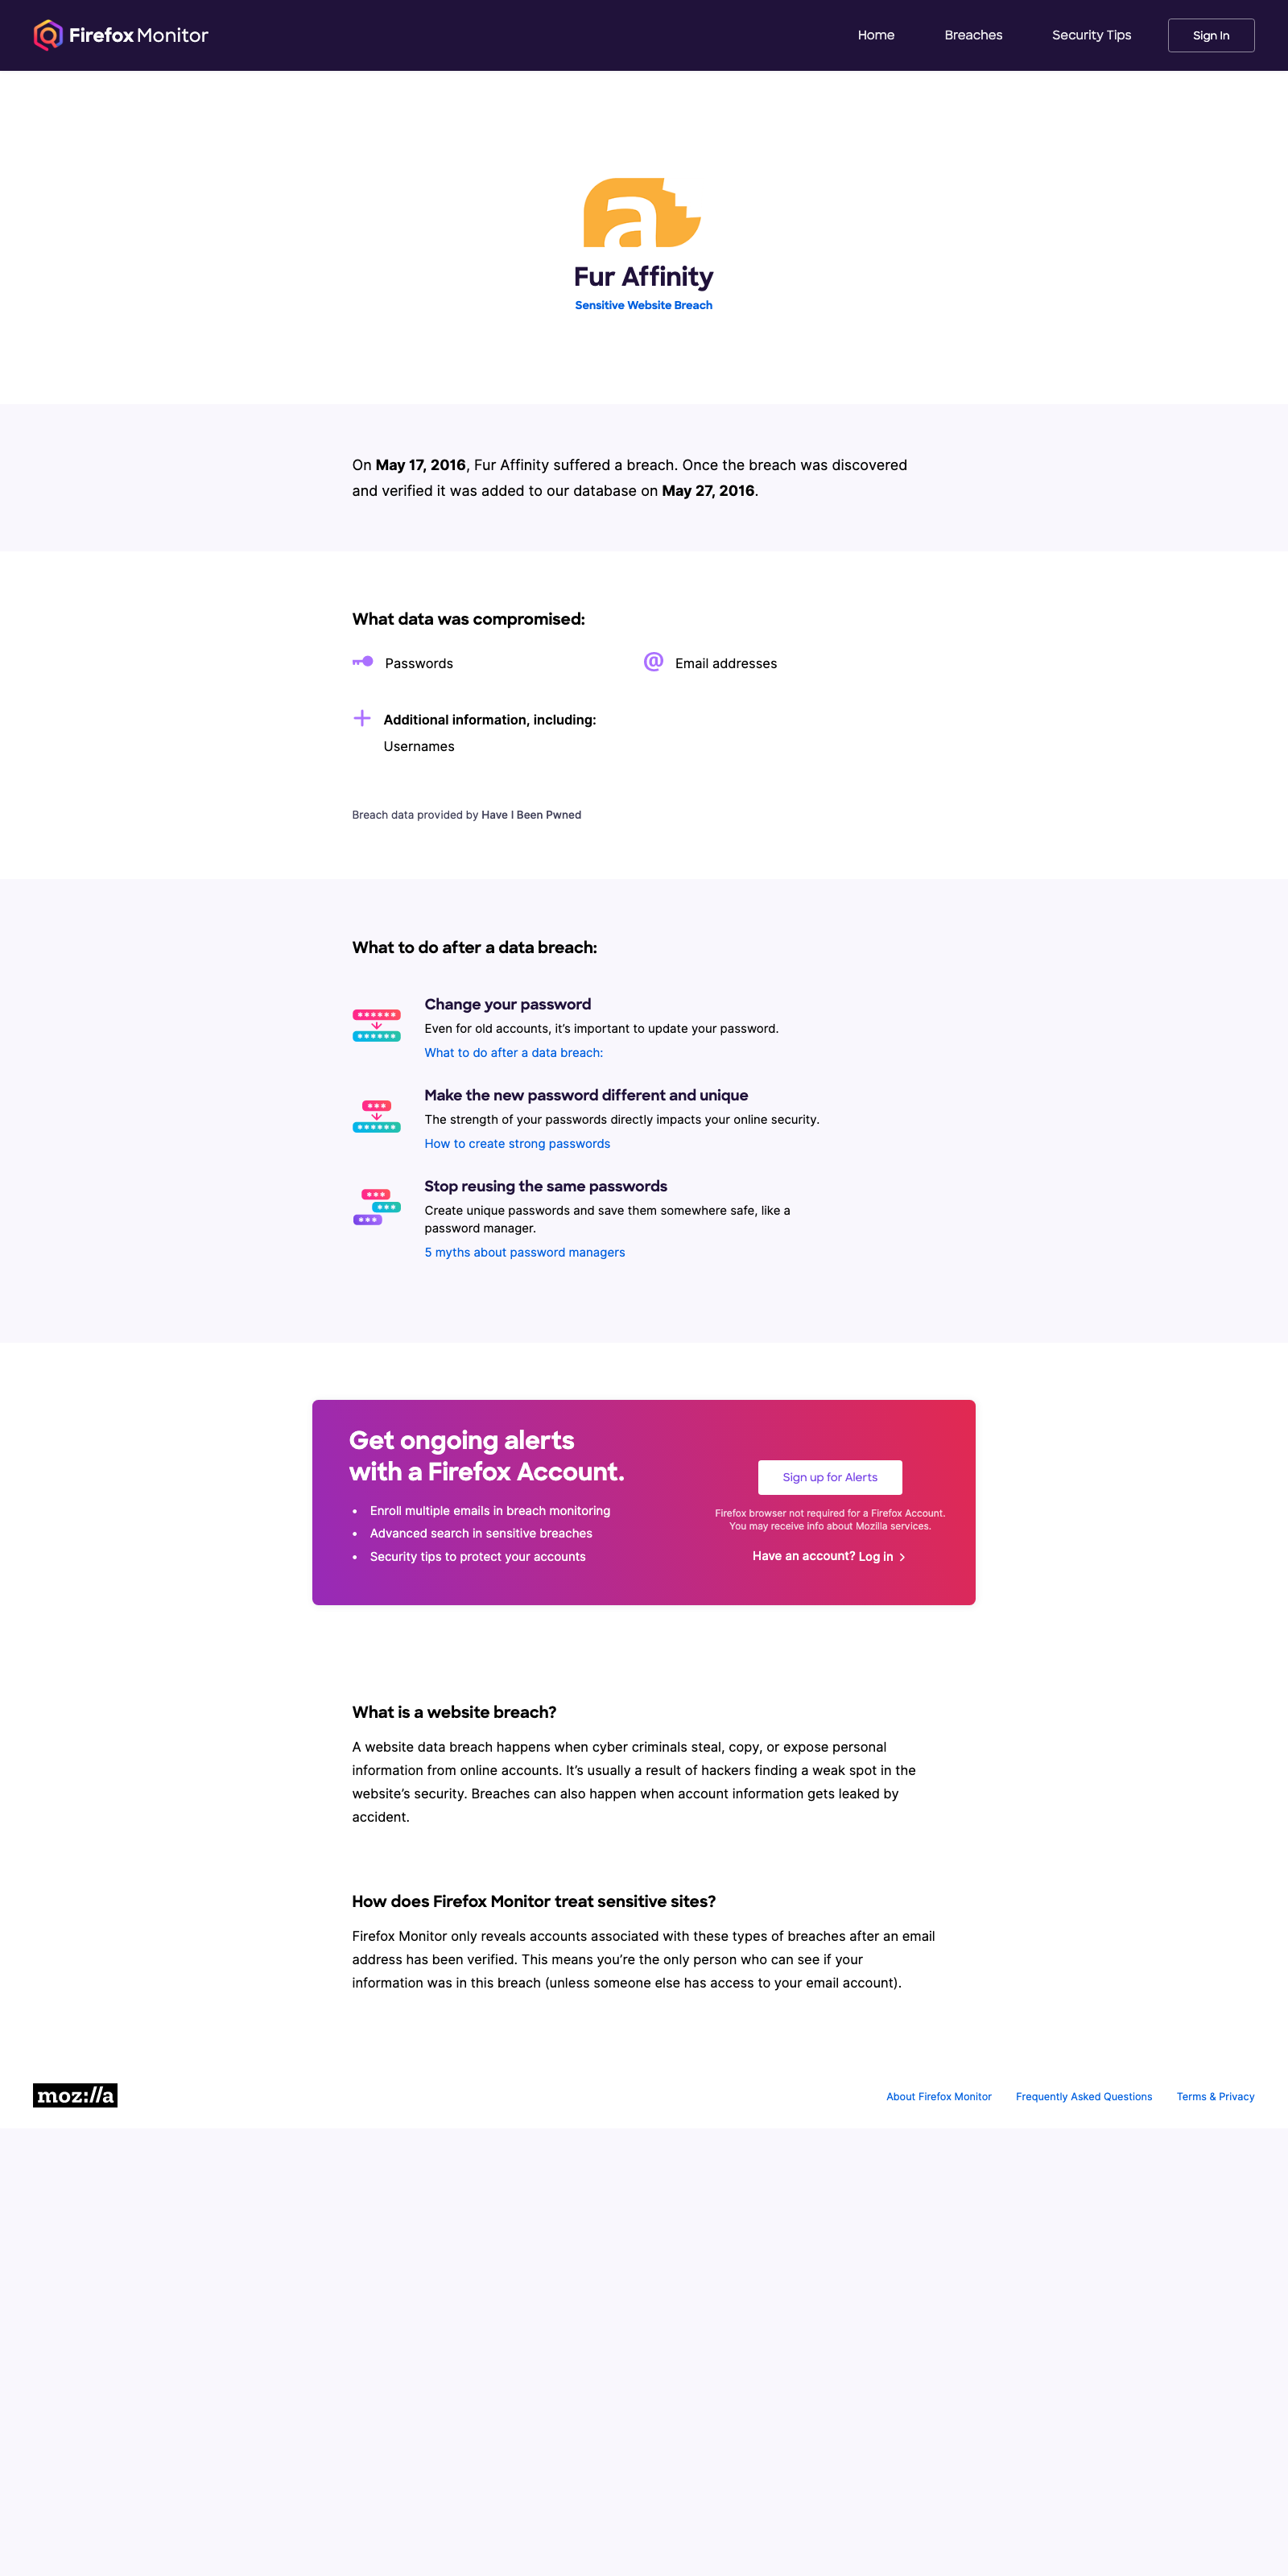 Firefox Monitor
Home
Breaches
Security Tips
Sign In
a
Fur Affinity
Sensitive Website Breach
On May 17, 2016, Fur Affinity suffered a breach. Once the breach was discovered
and verified it was added to our database on May 27, 2016.
What data was compromised:
Passwords
@ Email addresses
Additional information, including:
Usernames
Breach data provided by Have I Been Pwned
What to do after a data breach:
Change your password
Even for old accounts, it’s important to update your password.
What to do after a data breach:
Make the new password different and unique
The strength of your passwords directly impacts your online security.
How to create strong passwords
Stop reusing the same passwords
Create unique passwords and save them somewhere safe, like a
password manager.
5 myths about password managers
Get ongoing alerts
with a Firefox Account.
• Enroll multiple emails in breach monitoring
• Advanced search in sensitive breaches
• Security tips to protect your accounts
Sign up for Alerts
Firefox browser not required for a Firefox Account.
You may receive info about Mozilla services.
Have an account? Log in
What is a website breach?
A website data breach happens when cyber criminals steal, copy, or expose personal
information from online accounts. It’s usually a result of hackers finding a weak spot in the
website’s security. Breaches can also happen when account information gets leaked by
accident.
How does Firefox Monitor treat sensitive sites?
Firefox Monitor only reveals accounts associated with these types of breaches after an email
address has been verified. This means you’re the only person who can see if your
information was in this breach (unless someone else has access to your email account).
moz://a
About Firefox Monitor
Frequently Asked Questions
Terms & Privacy